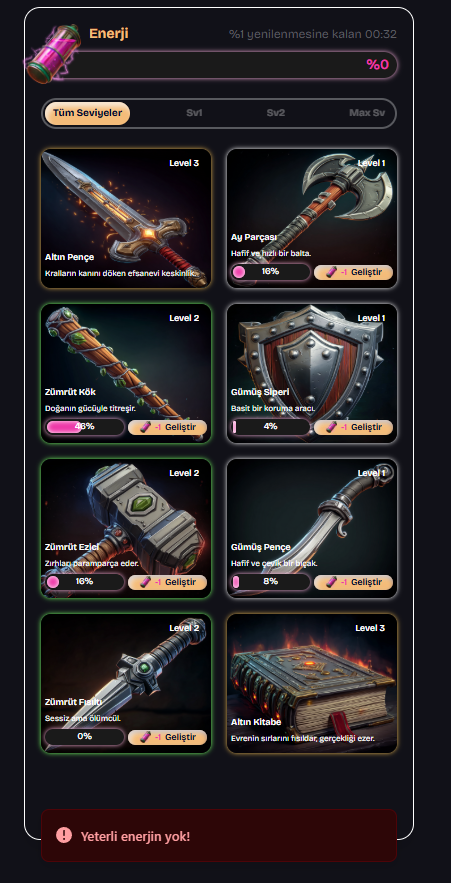 Enerji
%1 yenilenmesine kalan 00:32
%0
Tüm Seviyeler Sv1 Sv2 Max Sv
Level 3
Altın Pençe
Kralların kanını döken efsanevi keskinlik.
Level 1
Ay Parçası
Hafif ve hızlı bir balta.
16% -1 Geliştir
Level 2
Zümrüt Kök
Doğanın gücüyle titreşir.
46% -1 Geliştir
Level 1
Gümüş Siperi
Basit bir koruma aracı.
4% -1 Geliştir
Level 2
Zümrüt Ezici
Zırhları paramparça eder.
16% -1 Geliştir
Level 1
Gümüş Pençe
Hafif ve çevik bir bıçak.
8% -1 Geliştir
Level 2
Zümrüt Fısıltı
Sessiz ama ölümcül.
0% -1 Geliştir
Level 3
Altın Kitabe
Evrenin sırlarını fısıldar, gerçekliği ezer.
Yeterli enerjin yok!